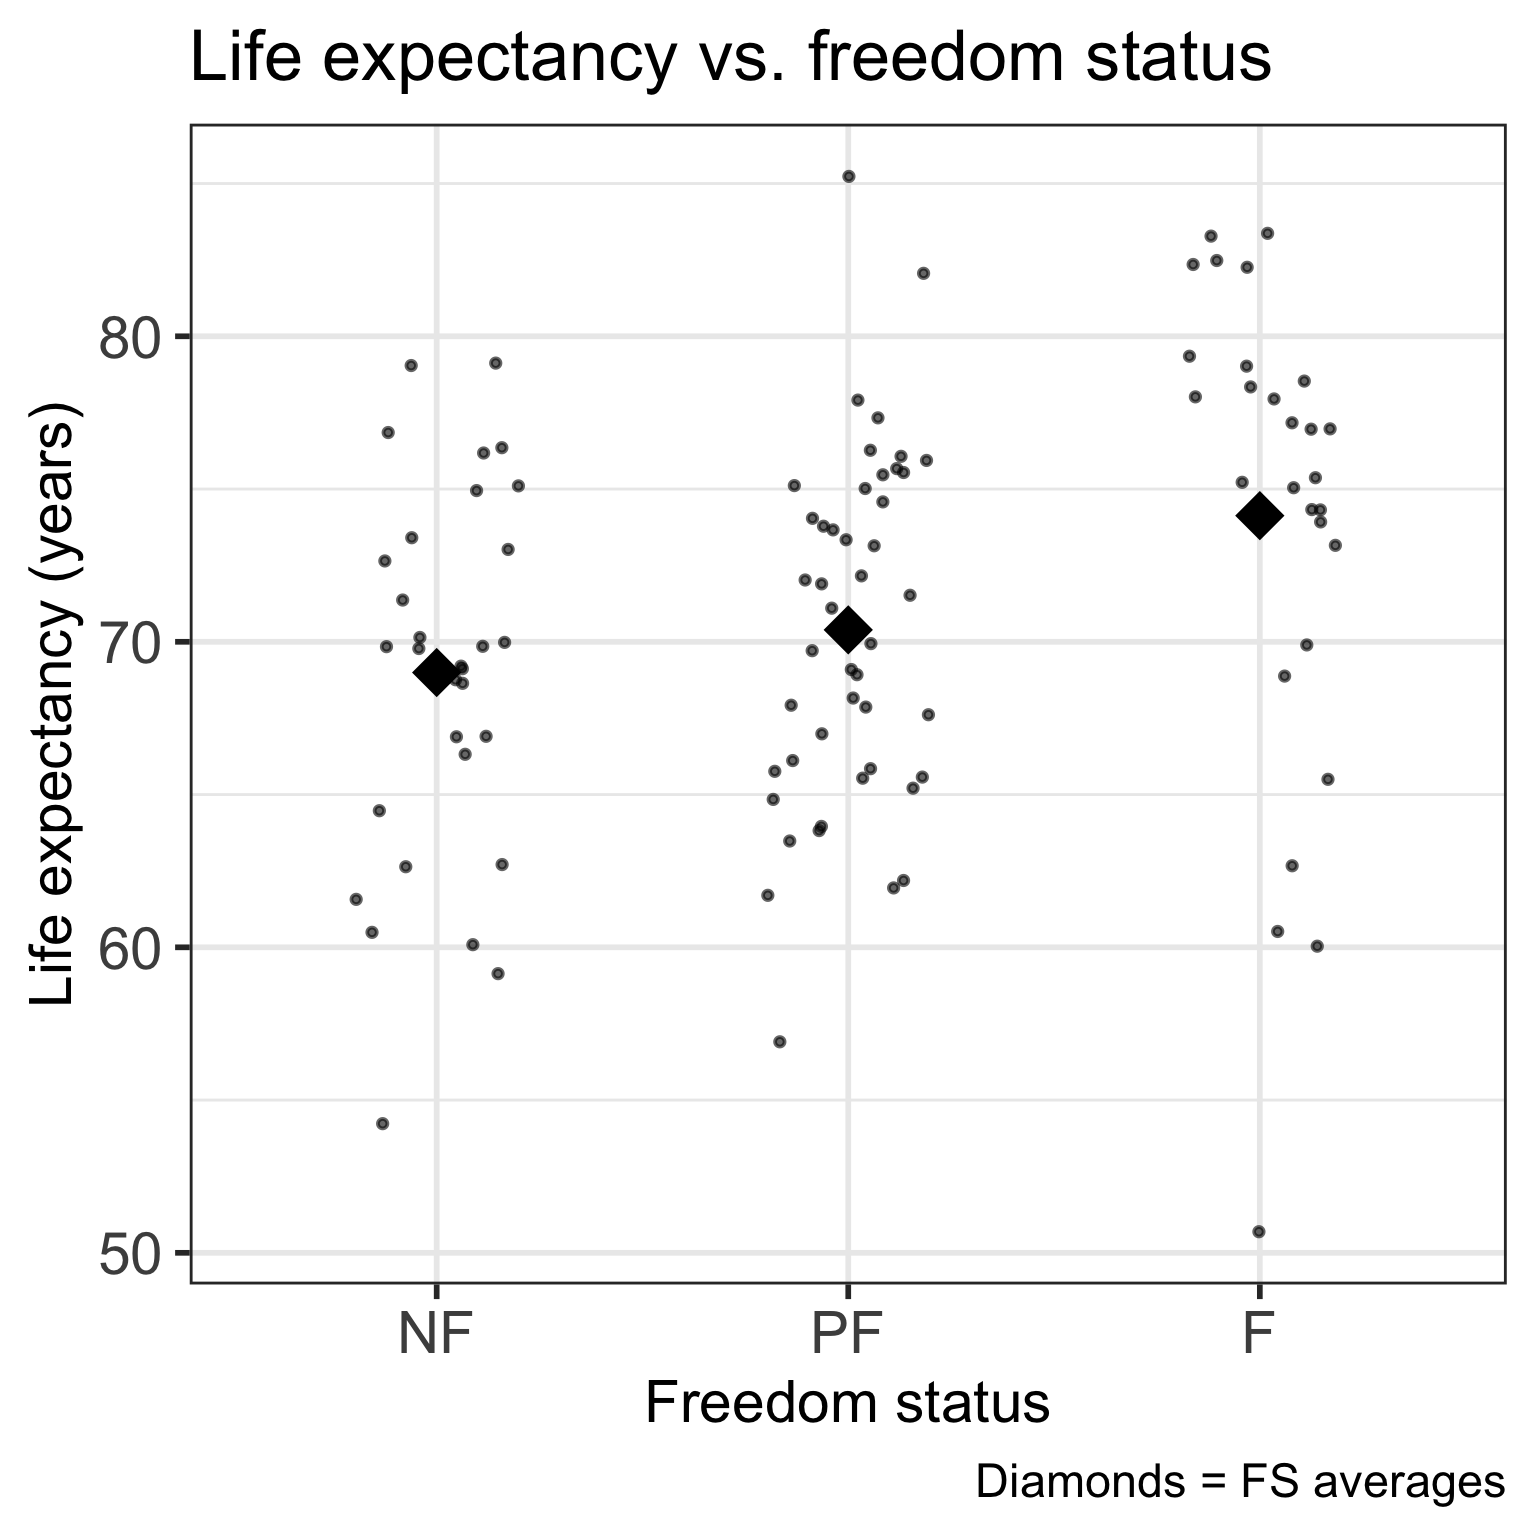 Life expectancy vs. freedom status
Life expectancy (years)
80
70
60
50
NF PF F
Freedom status
Diamonds = FS averages